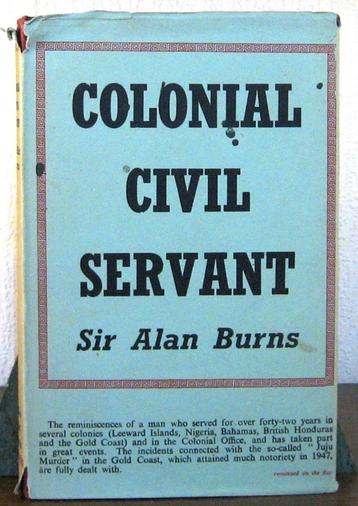 COLONIAL
CIVIL
SERVANT
Sir Alan Burns
The reminiscences of a man who served for over forty-two years in
several colonies (Leeward Islands, Nigeria, Bahamas, British Honduras
and the Gold Coast) and in the Colonial Office, and has taken part
in great events. The incidents connected with the so-called "Juju
Murder" in the Gold Coast, which attained much notoriety in 1947,
are fully dealt with.
continued on the flap